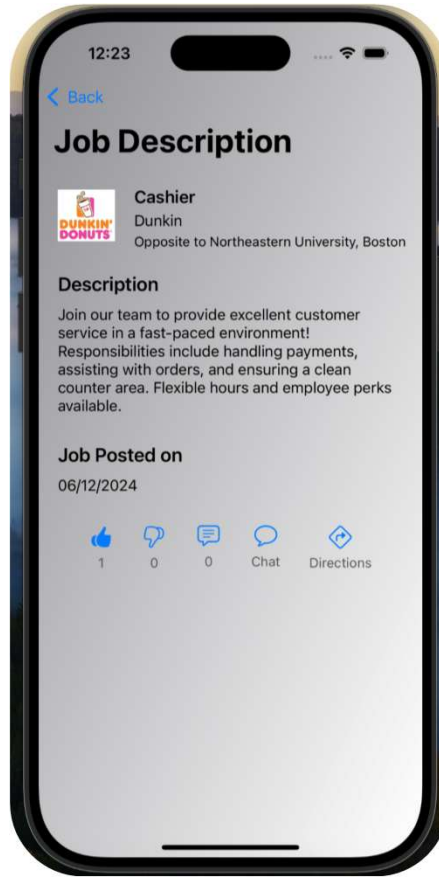 12:23
Back
Job Description
DUNKIN'
DONUTS
Cashier
Dunkin
Opposite to Northeastern University, Boston
Description
Join our team to provide excellent customer
service in a fast-paced environment!
Responsibilities include handling payments,
assisting with orders, and ensuring a clean
counter area. Flexible hours and employee perks
available.
Job Posted on
06/12/2024
1 0 0 Chat Directions